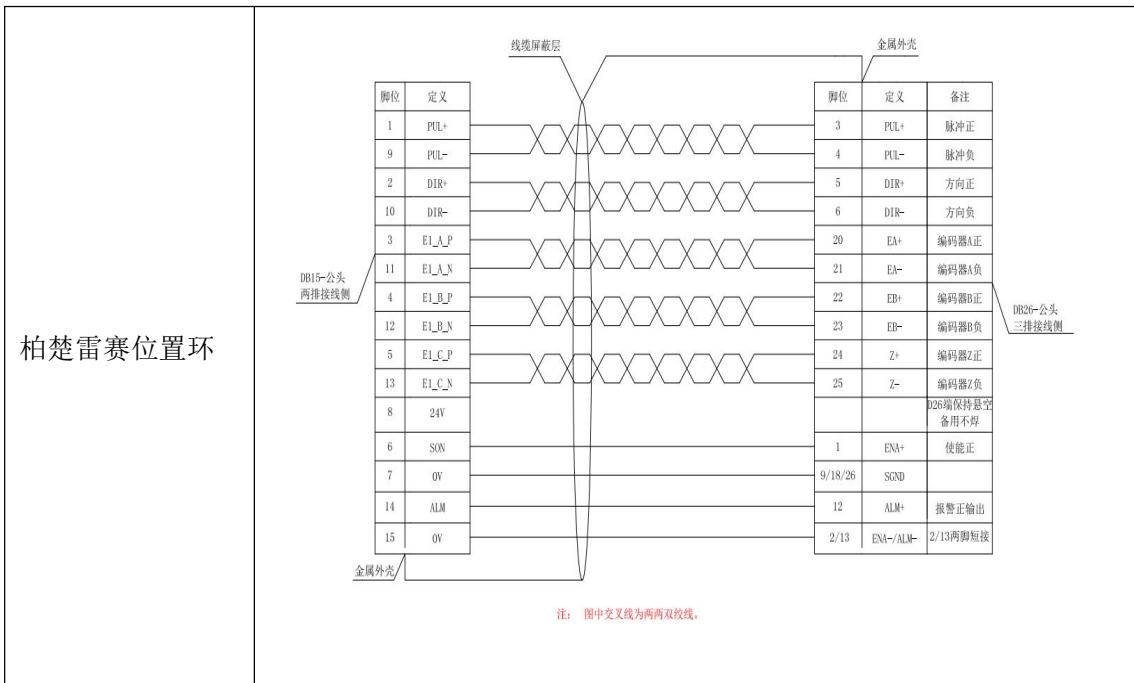 柏楚雷赛位置环
线缆屏蔽层
金属外壳
脚位 定义
1 PUL+
9 PUL-
2 DIR+
10 DIR-
3 E1_A_P
11 E1_A_N
4 E1_B_P
12 E1_B_N
5 E1_C_P
13 E1_C_N
8 24V
6 SON
7 0V
14 ALM
15 0V
DB15-公头
两排接线侧
金属外壳
脚位 定义 备注
3 PUL+ 脉冲正
4 PUL- 脉冲负
5 DIR+ 方向正
6 DIR- 方向负
20 EA+ 编码器A正
21 EA- 编码器A负
22 EB+ 编码器B正
23 EB- 编码器B负
24 Z+ 编码器Z正
25 Z- 编码器Z负
D26端保持悬空
备用不焊
1 ENA+ 使能正
9/18/26 SGND
12 ALM+ 报警正输出
2/13 ENA-/ALM- 2/13两脚短接
DB26-公头
三排接线侧
注： 图中交叉线为两两双绞线。